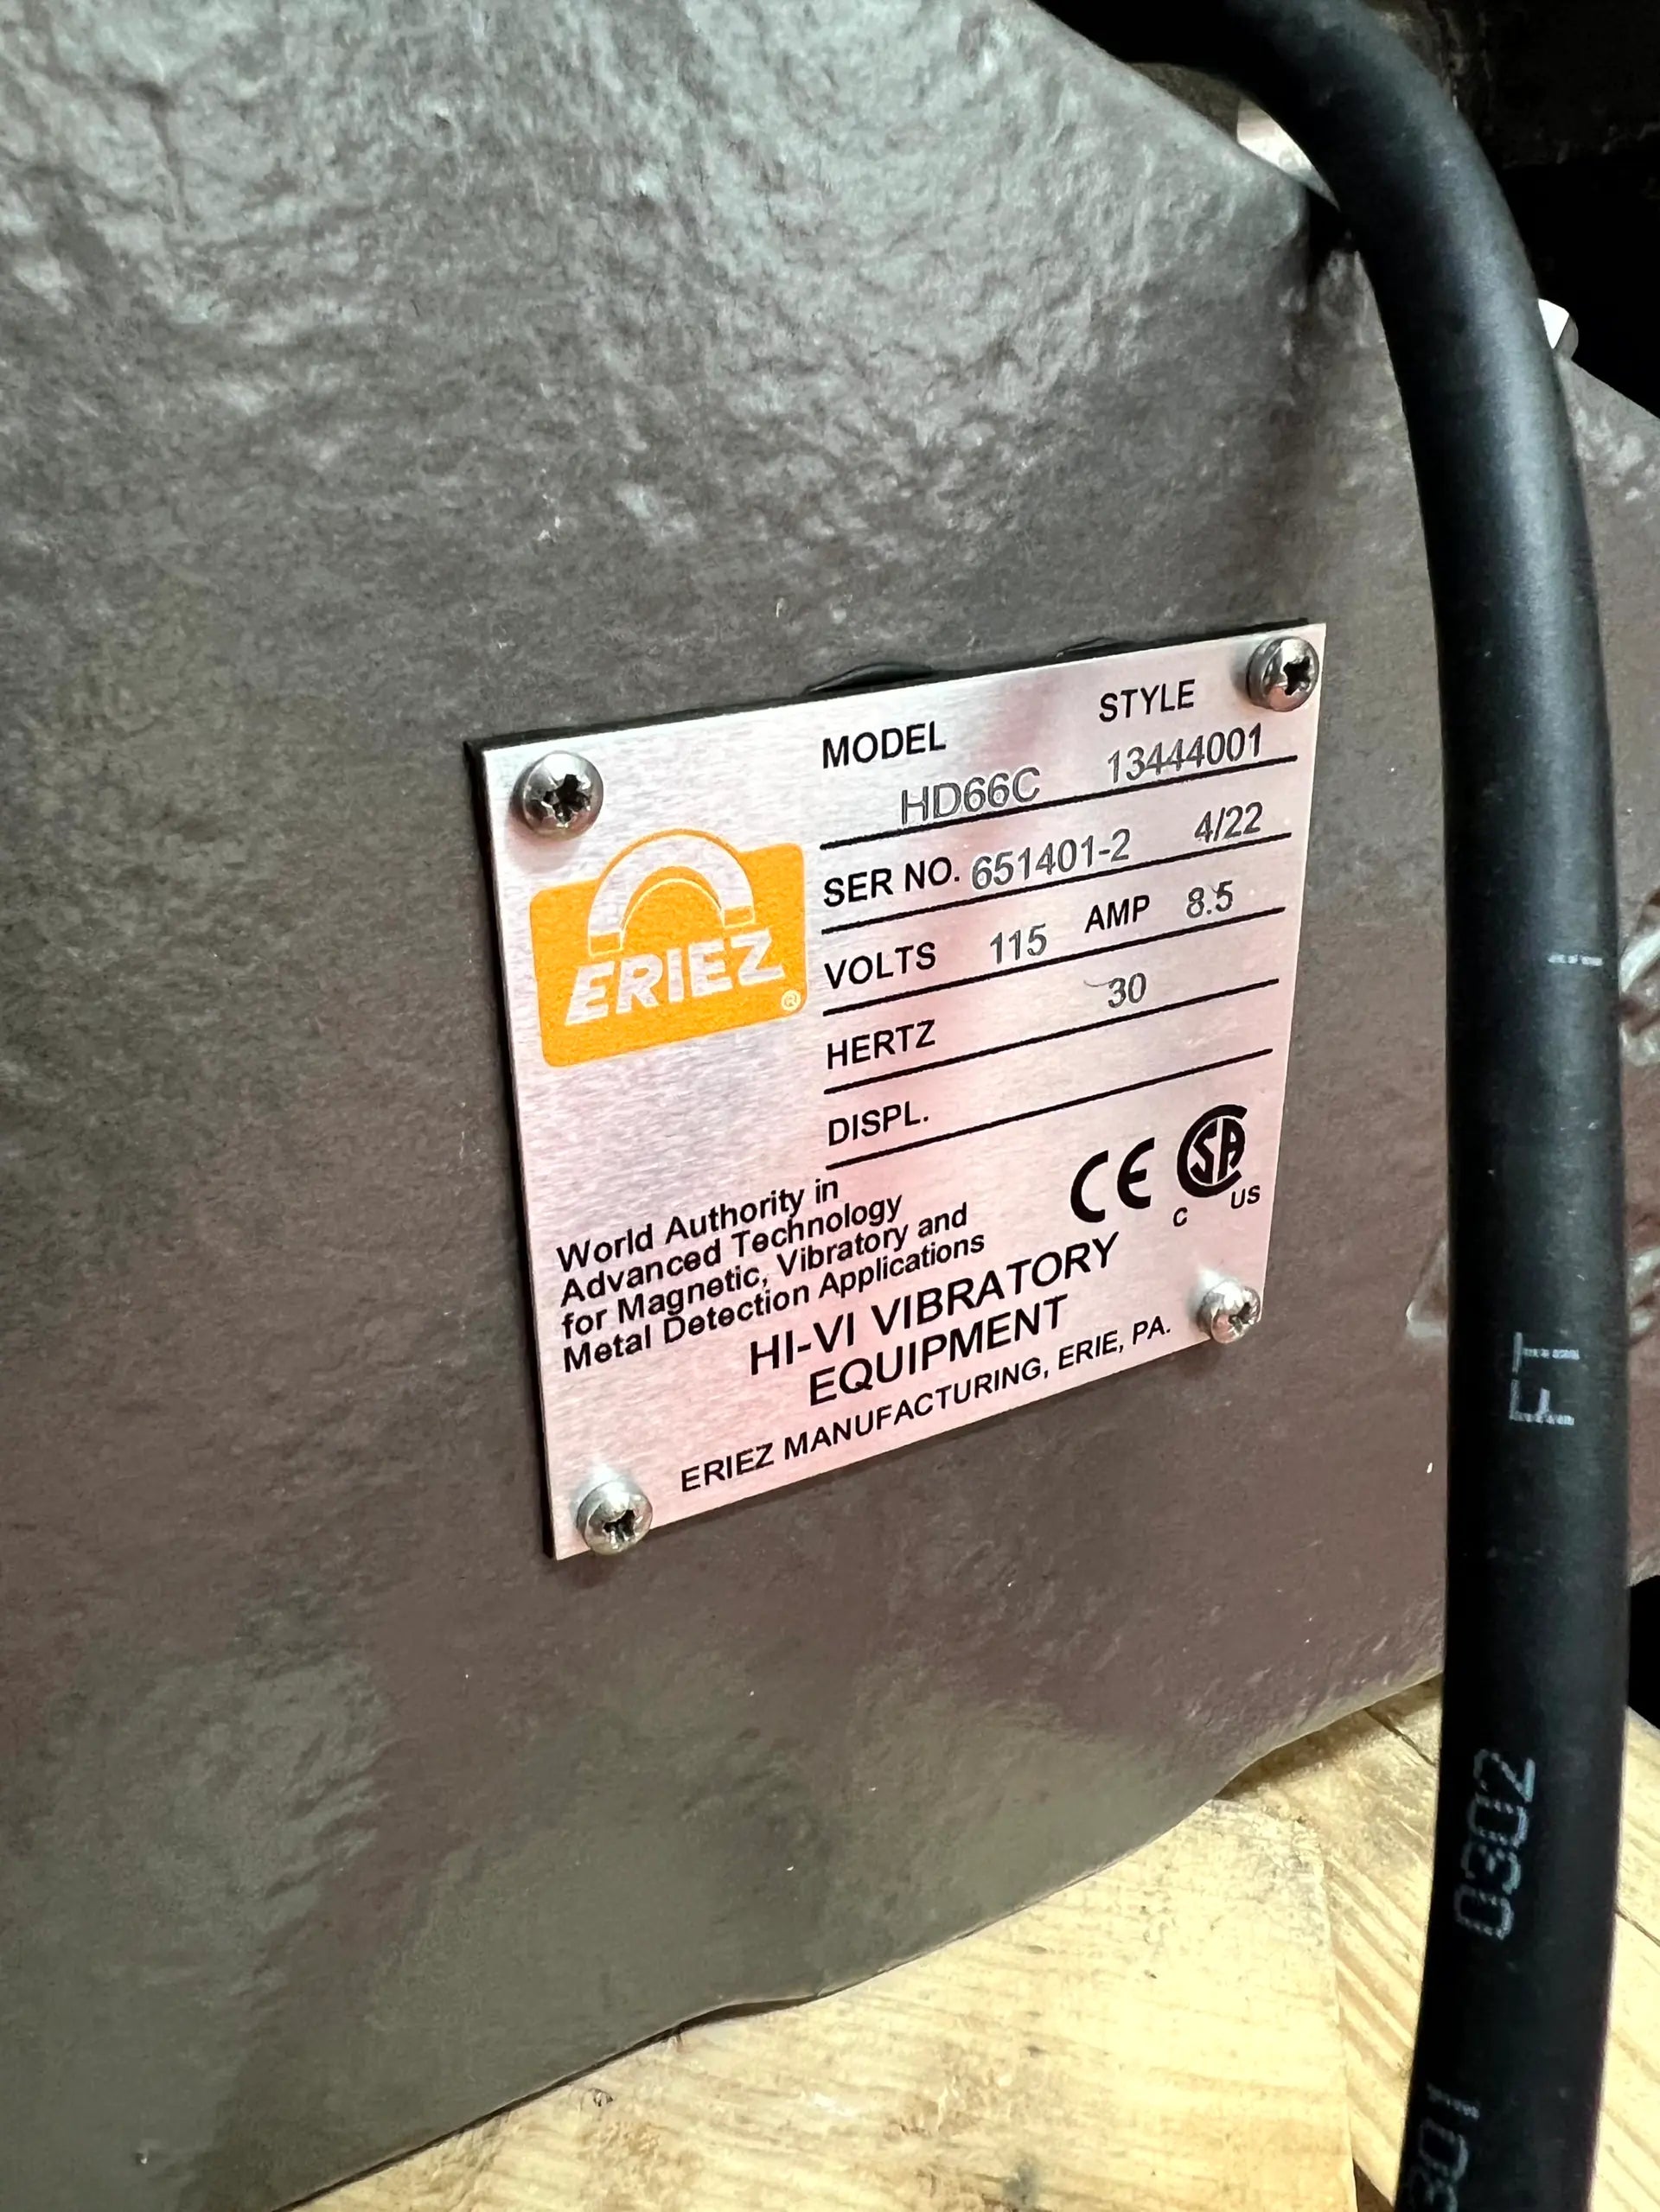 MODEL STYLE
HD66C 13444001
SER NO. 651401-2 4/22
VOLTS 115 AMP 8.5
HERTZ 30
DISPL.
ERIEZ®
CE CSA
C US
World Authority in
Advanced Technology
for Magnetic, Vibratory and
Metal Detection Applications
HI-VI VIBRATORY
EQUIPMENT
ERIEZ MANUFACTURING, ERIE, PA.
FT
0302
301